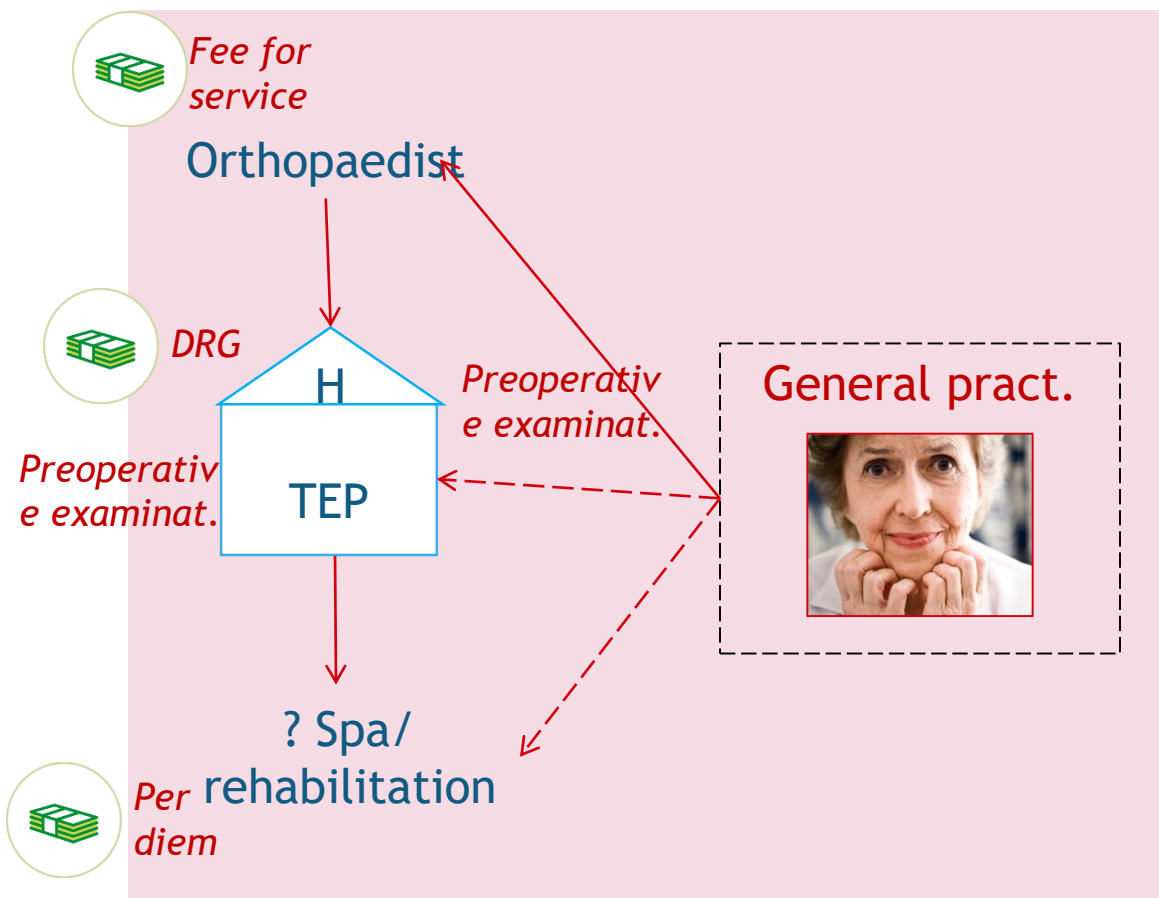 Fee for
service
Orthopaedist
DRG
H
Preoperativ
e examinat.
General pract.
Preoperativ
e examinat.
TEP
? Spa/
rehabilitation
Per
diem